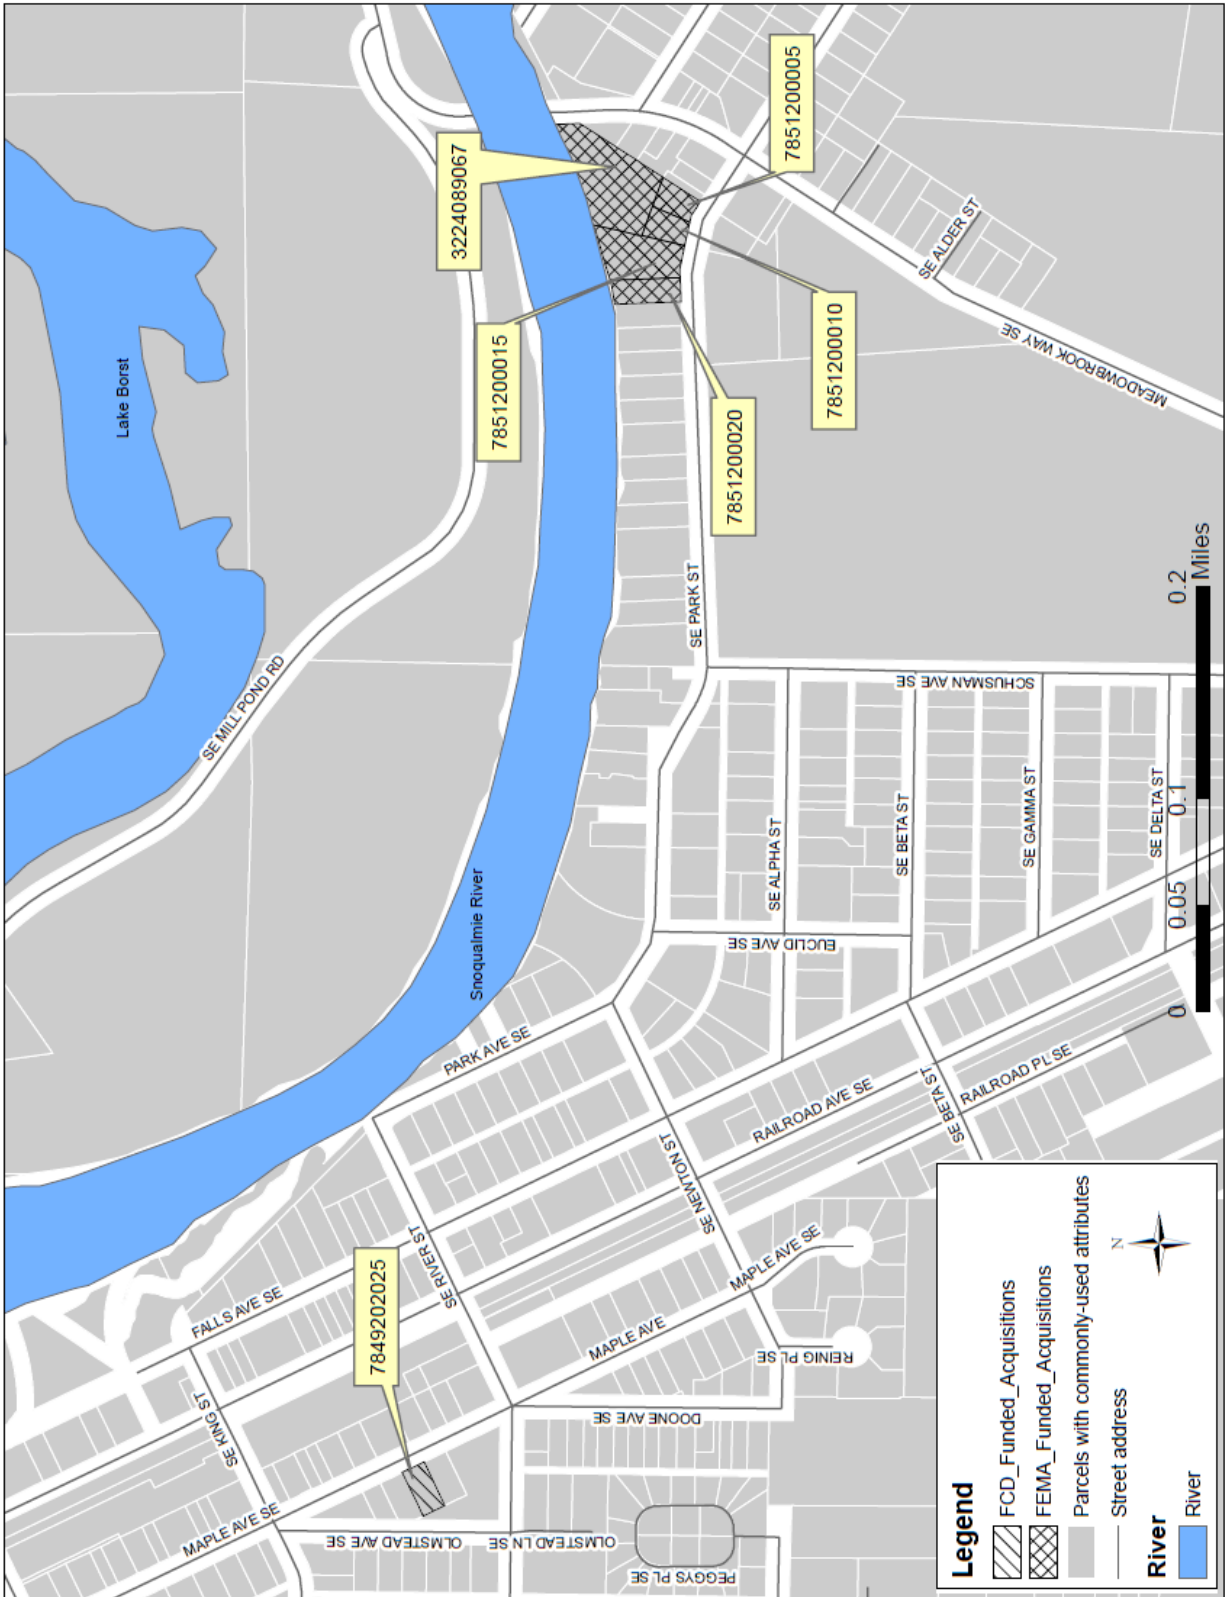 Lake Borst
SE MILL POND RD
Snoqualmie River
3224089067
7851200005
7851200015
7851200010
7851200020
7849202025
SE ALDER ST
MEADOWBROOK WAY SE
SE PARK ST
SCHUSMAN AVE SE
SE ALPHA ST
SE BETA ST
SE GAMMA ST
SE DELTA ST
EUCLID AVE SE
PARK AVE SE
RAILROAD AVE SE
SE BETA ST
RAILROAD PL SE
SE NEWTON ST
SE RIVER ST
FALLS AVE SE
MAPLE AVE SE
MAPLE AVE
REINIG PL SE
SE KING ST
DOONE AVE SE
MAPLE AVE SE
OLMSTEAD AVE SE
OLMSTEAD LN SE
PEGGYS PL SE
0 0.05 0.1 0.2
Miles
Legend
FCD_Funded_Acquisitions
FEMA_Funded_Acquisitions
Parcels with commonly-used attributes
Street address
River
River
N